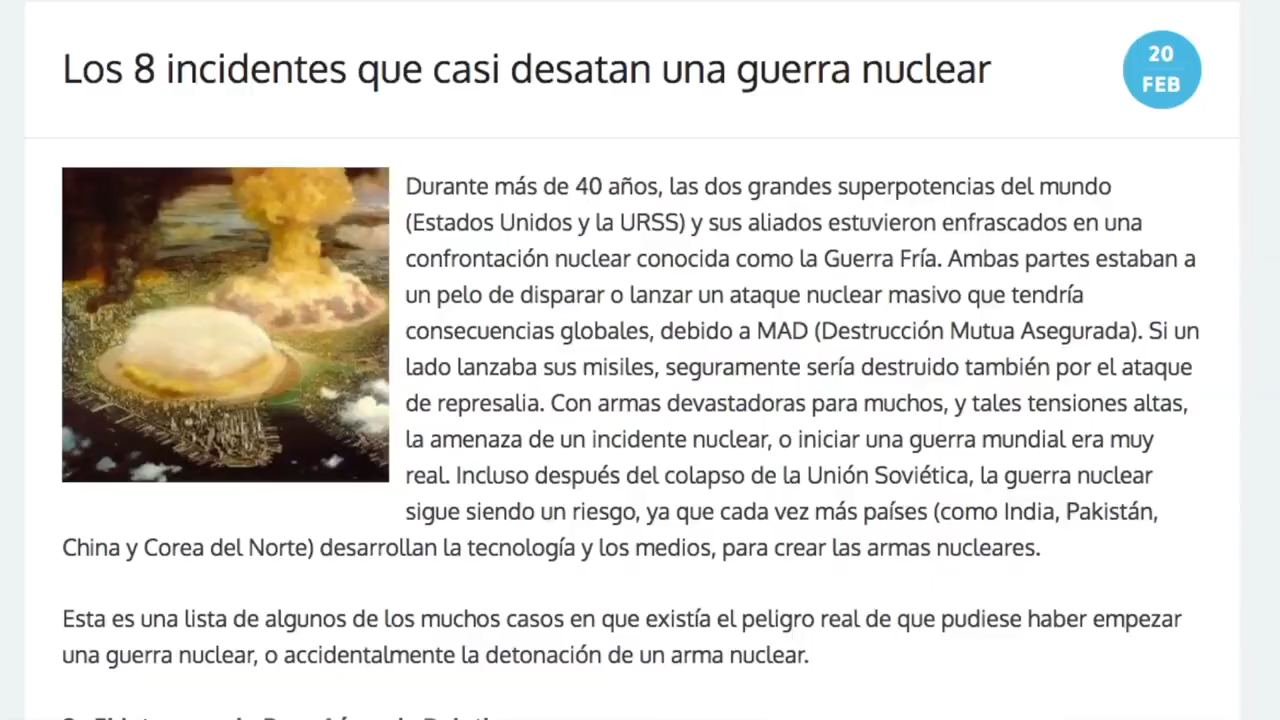 Los 8 incidentes que casi desatan una guerra nuclear
20
FEB
Durante más de 40 años, las dos grandes superpotencias del mundo
(Estados Unidos y la URSS) y sus aliados estuvieron enfrascados en una
confrontación nuclear conocida como la Guerra Fría. Ambas partes estaban a
un pelo de disparar o lanzar un ataque nuclear masivo que tendría
consecuencias globales, debido a MAD (Destrucción Mutua Asegurada). Si un
lado lanzaba sus misiles, seguramente sería destruido también por el ataque
de represalia. Con armas devastadoras para muchos, y tales tensiones altas,
la amenaza de un incidente nuclear, o iniciar una guerra mundial era muy
real. Incluso después del colapso de la Unión Soviética, la guerra nuclear
sigue siendo un riesgo, ya que cada vez más países (como India, Pakistán,
China y Corea del Norte) desarrollan la tecnología y los medios, para crear las armas nucleares.
Esta es una lista de algunos de los muchos casos en que existía el peligro real de que pudiese haber empezar
una guerra nuclear, o accidentalmente la detonación de un arma nuclear.